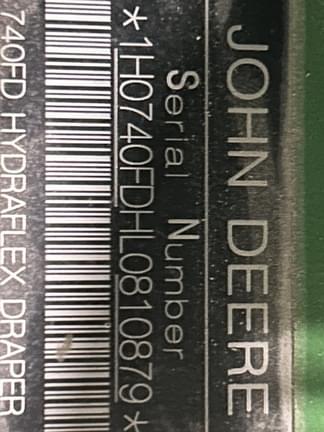 JOHN DEERE
Serial Number
*1H0740FDHL0810879*
740FD HYDRAFLEX DRAPER